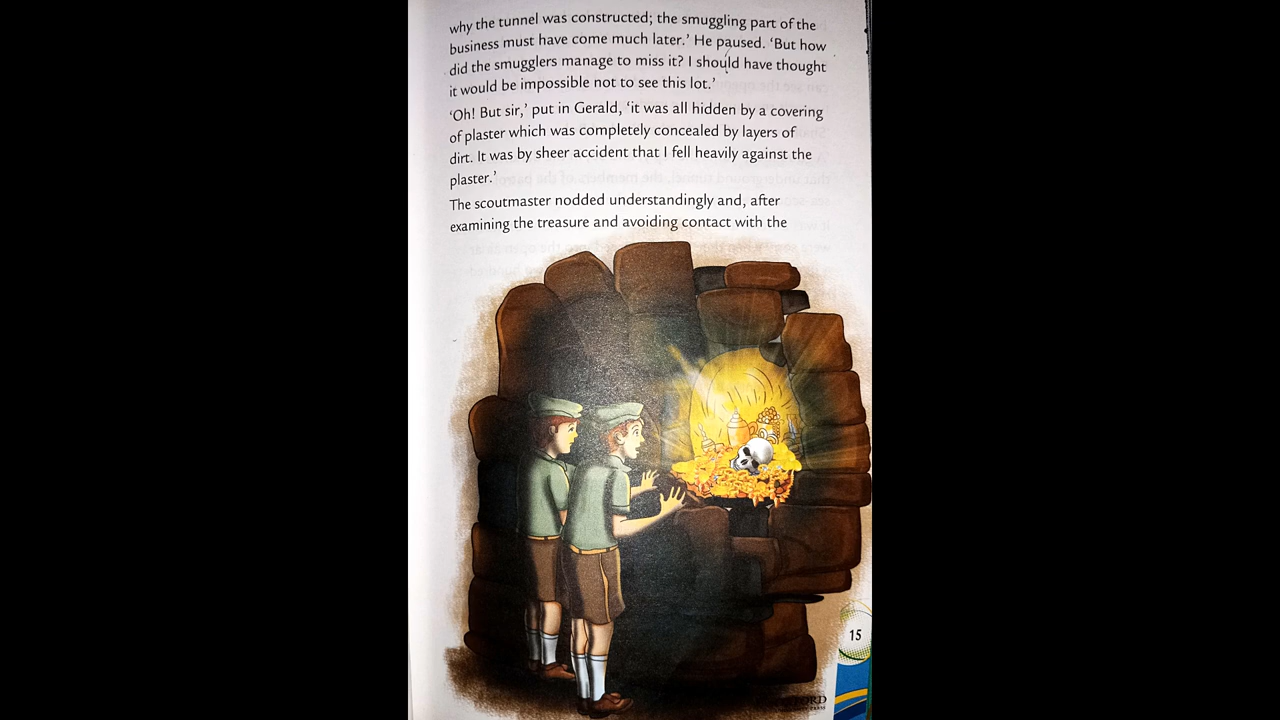 why the tunnel was constructed; the smuggling part of the
business must have come much later.’ He paused. ‘But how
did the smugglers manage to miss it? I should have thought
it would be impossible not to see this lot.’
‘Oh! But sir,’ put in Gerald, ‘it was all hidden by a covering
of plaster which was completely concealed by layers of
dirt. It was by sheer accident that I fell heavily against the
plaster.’
The scoutmaster nodded understandingly and, after
examining the treasure and avoiding contact with the
15